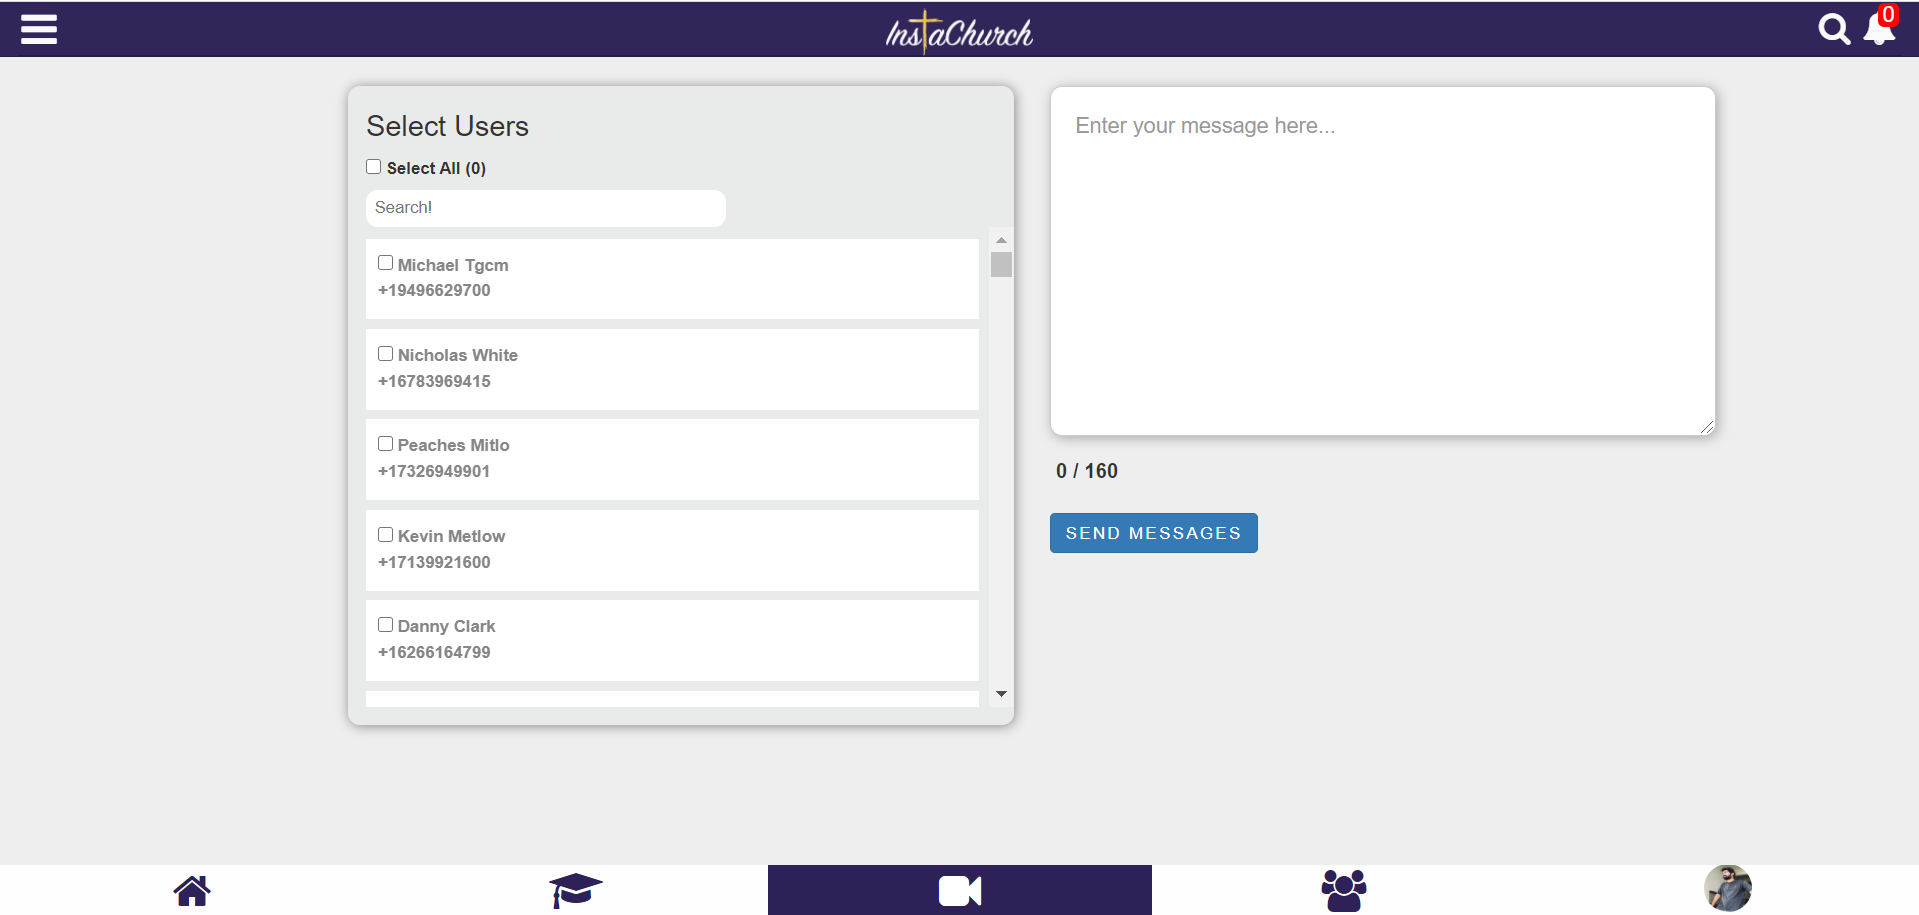 InstaChurch
0
Select Users
Select All (0)
Search!
Michael Tgcm
+19496629700
Nicholas White
+16783969415
Peaches Mitlo
+17326949901
Kevin Metlow
+17139921600
Danny Clark
+16266164799
Enter your message here...
0 / 160
SEND MESSAGES